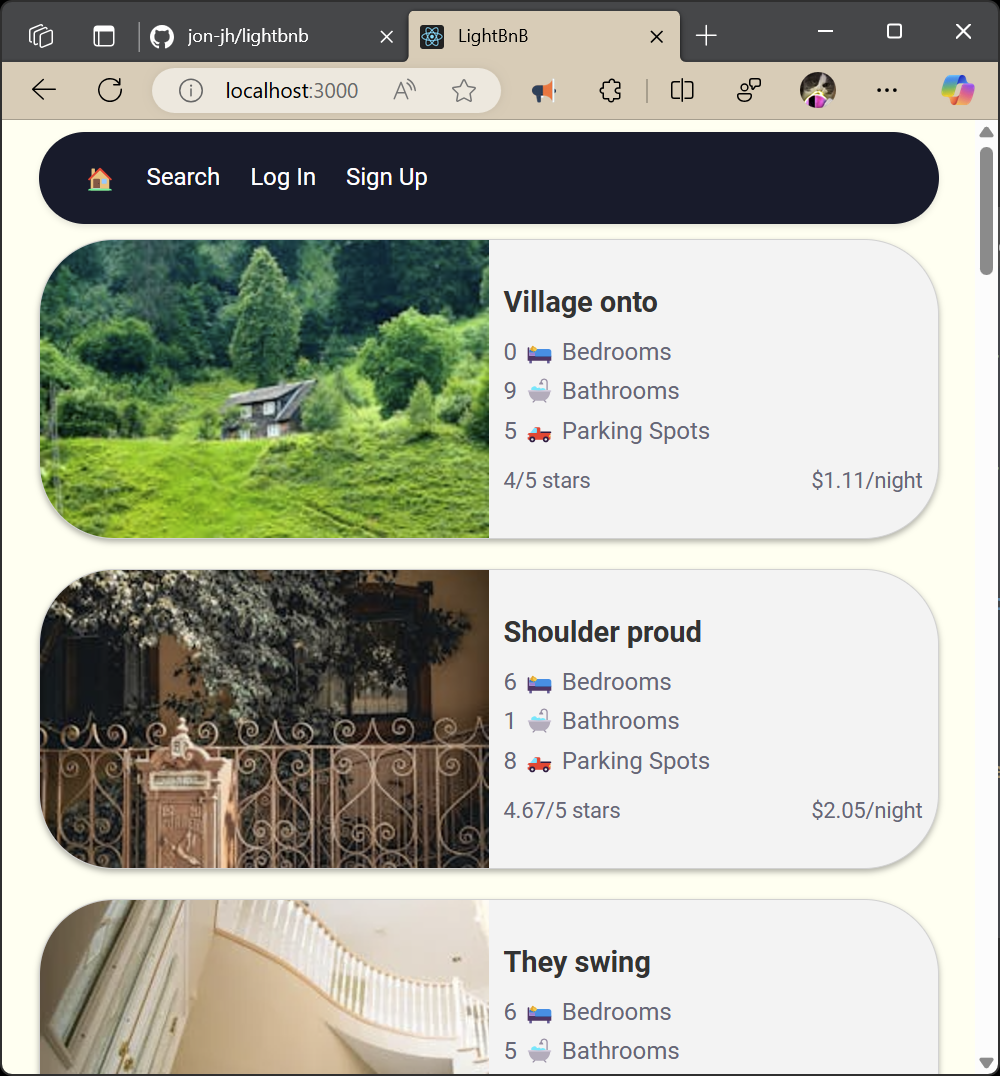 jon-jh/lightbnb
LightBnB
localhost:3000
Search Log In Sign Up
Village onto
0 Bedrooms
9 Bathrooms
5 Parking Spots
4/5 stars $1.11/night
Shoulder proud
6 Bedrooms
1 Bathrooms
8 Parking Spots
4.67/5 stars $2.05/night
They swing
6 Bedrooms
5 Bathrooms